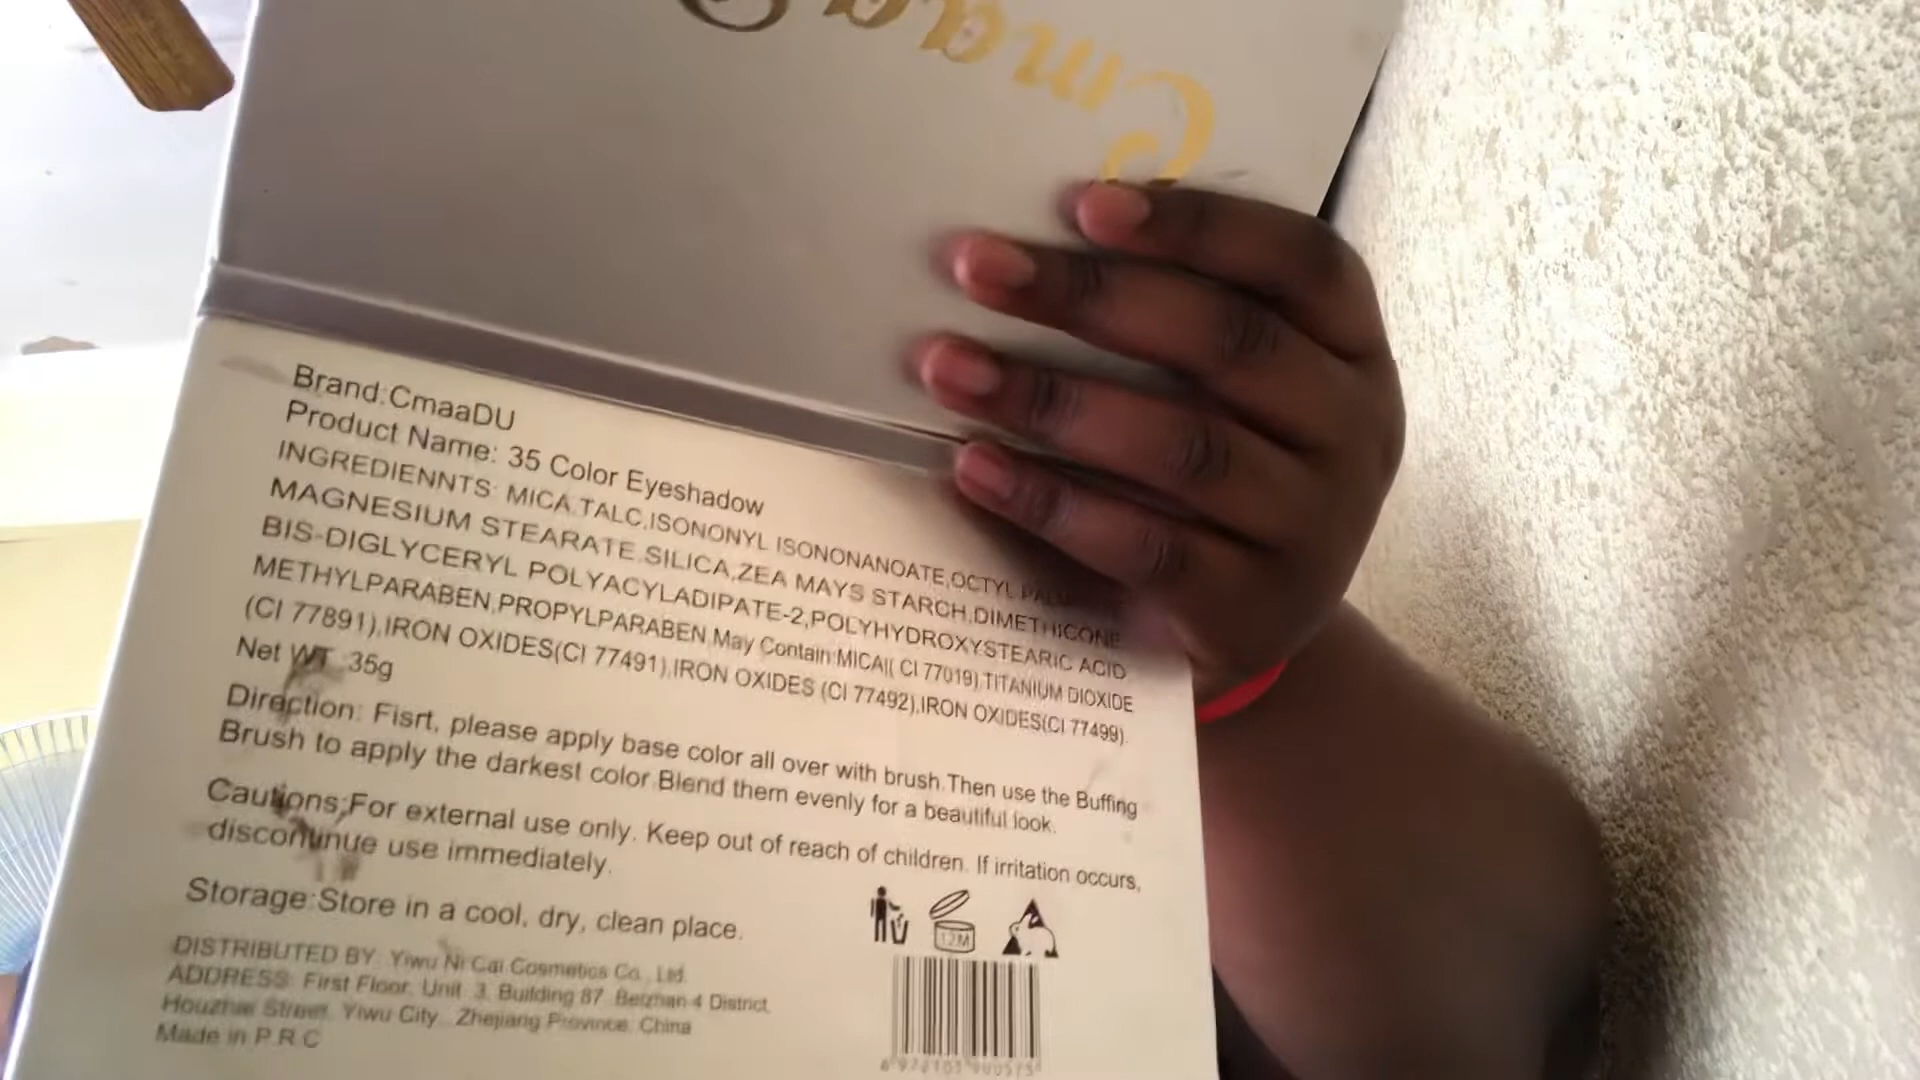 Cmaa
Brand:CmaaDU
Product Name: 35 Color Eyeshadow
INGREDIENNTS: MICA,TALC,ISONONYL ISONONANOATE,OCTYL
MAGNESIUM STEARATE,SILICA,ZEA MAYS STARCH,DIMETHICONE
BIS-DIGLYCERYL POLYACYLADIPATE-2,POLYHYDROXYSTEARIC ACID
METHYLPARABEN,PROPYLPARABEN.May Contain:MICA(( CI 77019),TITANIUM DIOXIDE
(CI 77891),IRON OXIDES(CI 77491),IRON OXIDES (CI 77492),IRON OXIDES(CI 77499).
Net WT: 35g
Direction: Fisrt, please apply base color all over with brush.Then use the Buffing
Brush to apply the darkest color.Blend them evenly for a beautiful look.
Cautions;For external use only. Keep out of reach of children. If irritation occurs,
discontinue use immediately.
Storage:Store in a cool, dry, clean place.
12M
DISTRIBUTED BY: Yiwu Ni Cai Cosmetics Co., Ltd.
ADDRESS: First Floor, Unit 3, Building 87, Beizhan 4 District,
Houzhai Street, Yiwu City, Zhejiang Province, China
Made in P.R.C